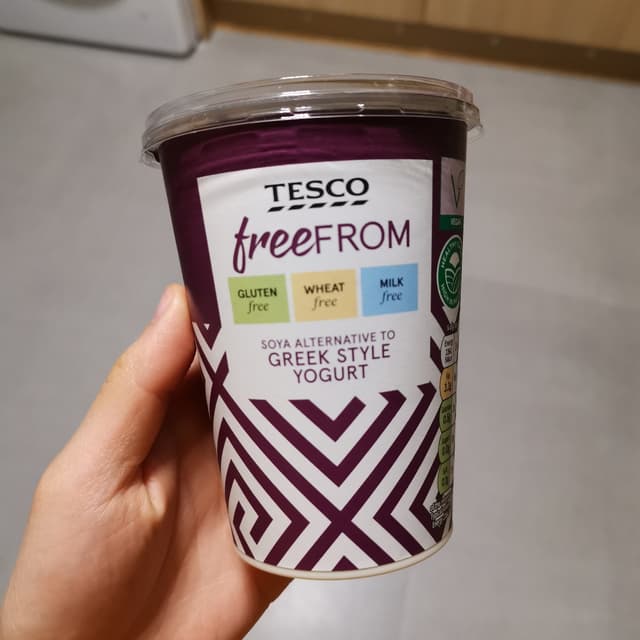 TESCO
freeFROM
GLUTEN
free
WHEAT
free
MILK
free
SOYA ALTERNATIVE TO
GREEK STYLE
YOGURT